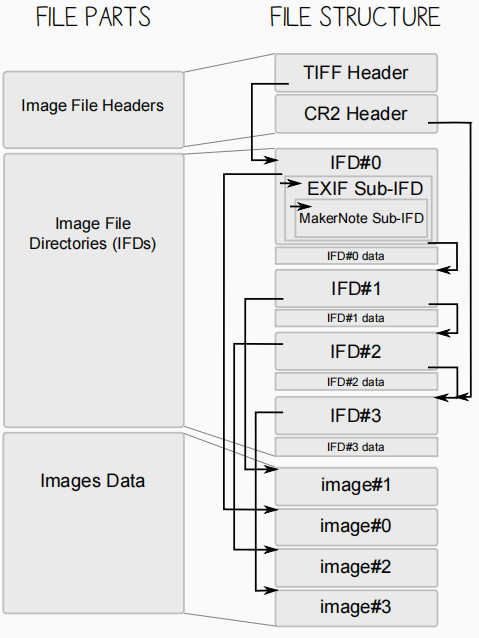 FILE PARTS
FILE STRUCTURE
Image File Headers
Image File
Directories (IFDs)
Images Data
TIFF Header
CR2 Header
IFD#0
EXIF Sub-IFD
MakerNote Sub-IFD
IFD#0 data
IFD#1
IFD#1 data
IFD#2
IFD#2 data
IFD#3
IFD#3 data
image#1
image#0
image#2
image#3